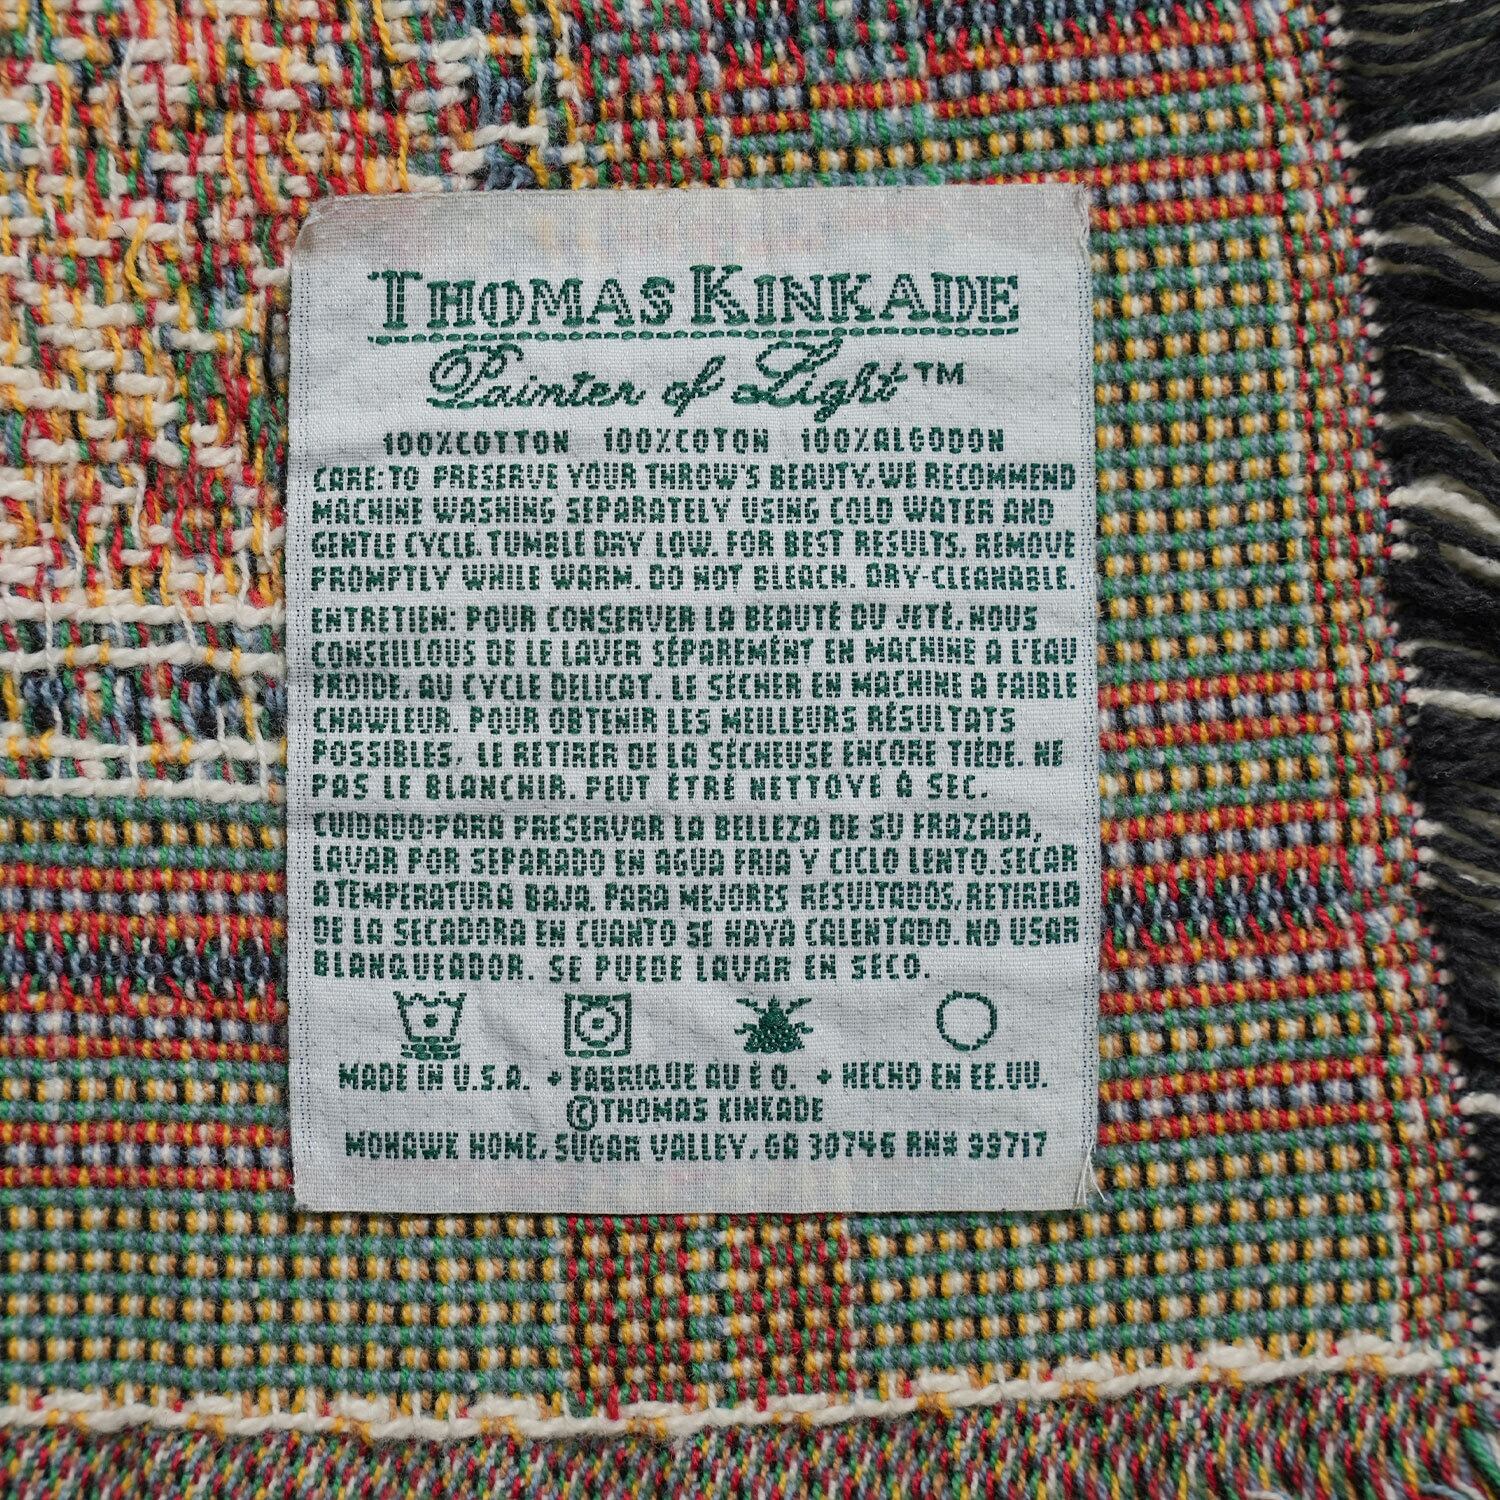 THOMAS KINKADE
Painter of Light™
100%COTTON 100%COTON 100%ALGODON
CARE: TO PRESERVE YOUR THROW'S BEAUTY, WE RECOMMEND
MACHINE WASHING SEPARATELY USING COLD WATER AND
GENTLE CYCLE. TUMBLE DRY LOW. FOR BEST RESULTS, REMOVE
PROMPTLY WHILE WARM. DO NOT BLEACH. DRY-CLEANABLE.
ENTRETIEN: POUR CONSERVER LA BEAUTÉ DU JETÉ, NOUS
CONSEILLOUS DE LE LAVER SÉPAREMÉNT EN MACHINE A L'EAU
FROIDE, AU CYCLE DELICAT. LE SECHER EN MACHINE A FAIBLE
CHAWLEUR. POUR OBTENIR LES MEILLEURS RÉSULTATS
POSSIBLES, LE RETIRER DE LA SÉCHEUSE ENCORE TIÉDE. NE
PAS LE BLANCHIR. PEUT ÉTRÉ NETTOYÉ Á SEC.
CUIDADO: PARA PRESERVAR LA BELLEZA DE SU FRAZADA,
LAVAR POR SEPARADO EN AGUA FRIA Y CICLO LENTO. SECAR
A TEMPERATURA BAJA. PARA MEJORES RESULTADOS, RETIRELA
DE LA SECADORA EN CUANTO SE HAYA CALENTADO. NO USAR
BLANQUEADOR. SE PUEDE LAVAR EN SECO.
MADE IN U.S.A. • FABRIQUE AU É O. • HECHO EN EE.UU.
©THOMAS KINKADE
MOHAWK HOME, SUGAR VALLEY, GA 30746 RN# 99717